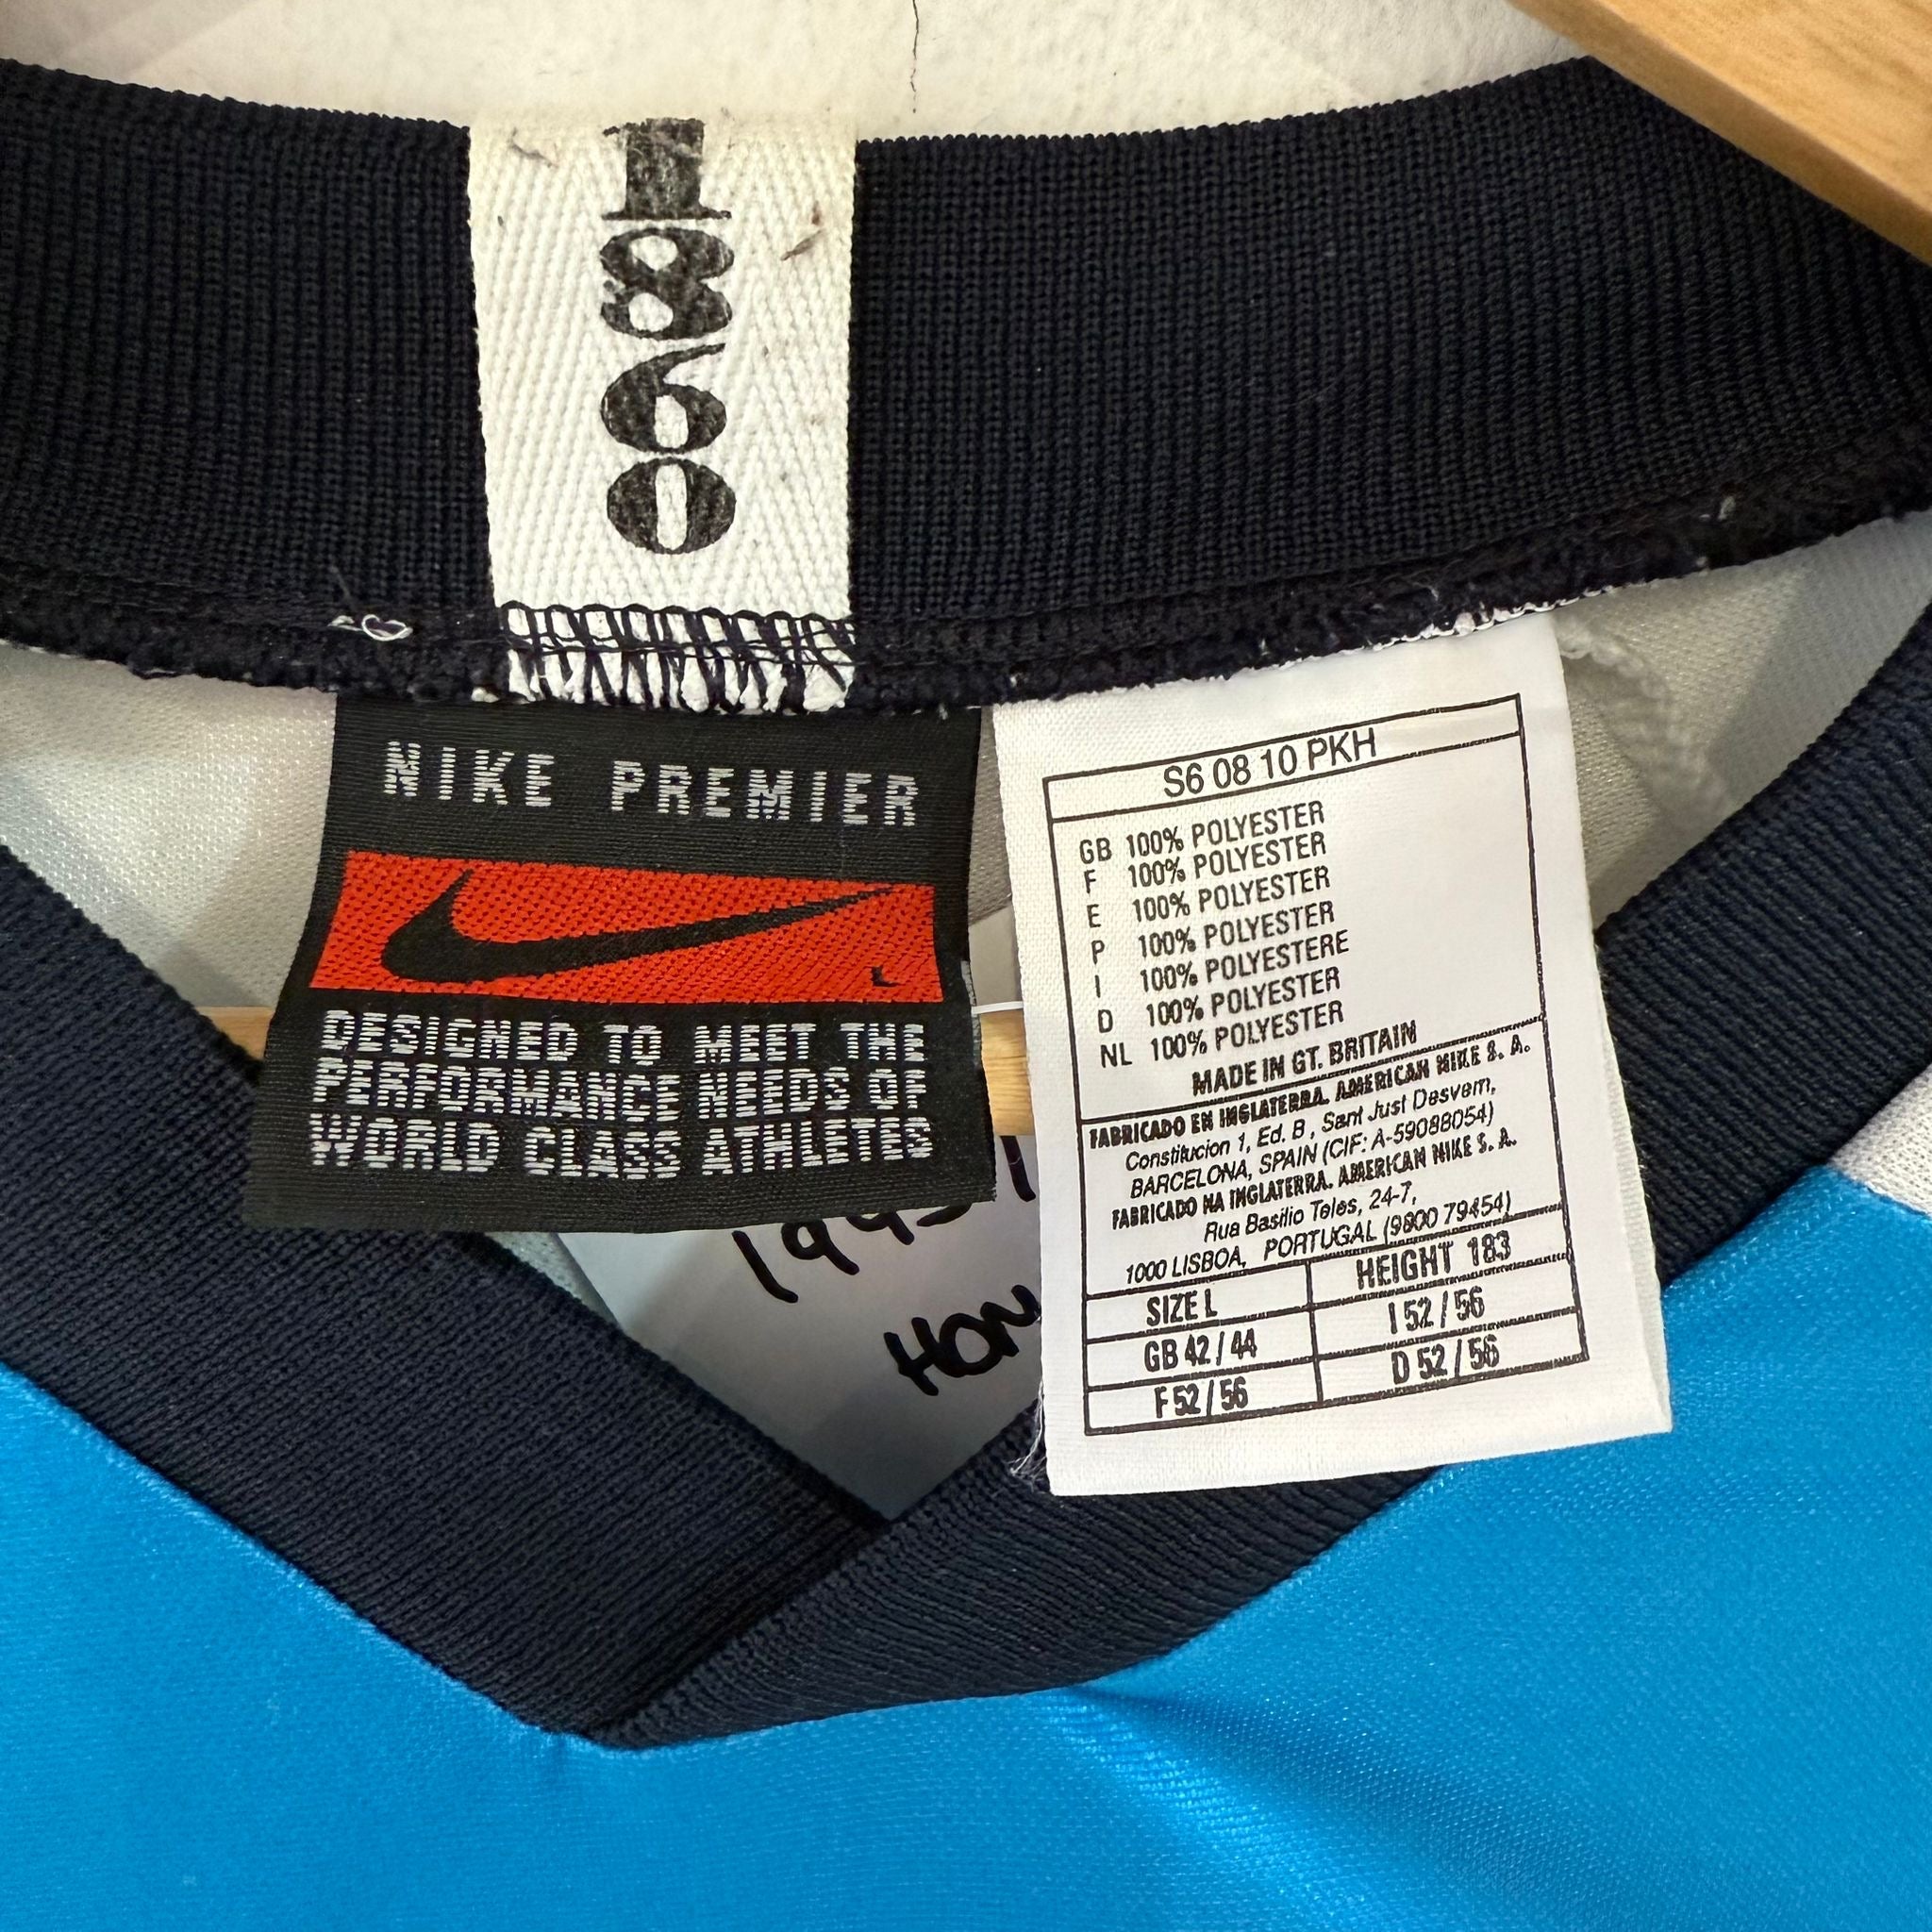 1860
NIKE PREMIER
L
DESIGNED TO MEET THE
PERFORMANCE NEEDS OF
WORLD CLASS ATHLETES
S6 08 10 PKH
GB 100% POLYESTER
F 100% POLYESTER
E 100% POLYESTER
P 100% POLYESTER
I 100% POLYESTERE
D 100% POLYESTER
NL 100% POLYESTER
MADE IN GT. BRITAIN
FABRICADO EN INGLATERRA. AMERICAN NIKE S. A.
Constitucion 1, Ed. B, Sant Just Desvern,
BARCELONA, SPAIN (CIF: A-59088054)
FABRICADO NA INGLATERRA. AMERICAN NIKE S. A.
Rua Basilio Teles, 24-7,
1000 LISBOA, PORTUGAL (9800 79454)
SIZE L HEIGHT 183
GB 42 / 44 I 52 / 56
F 52 / 56 D 52 / 56